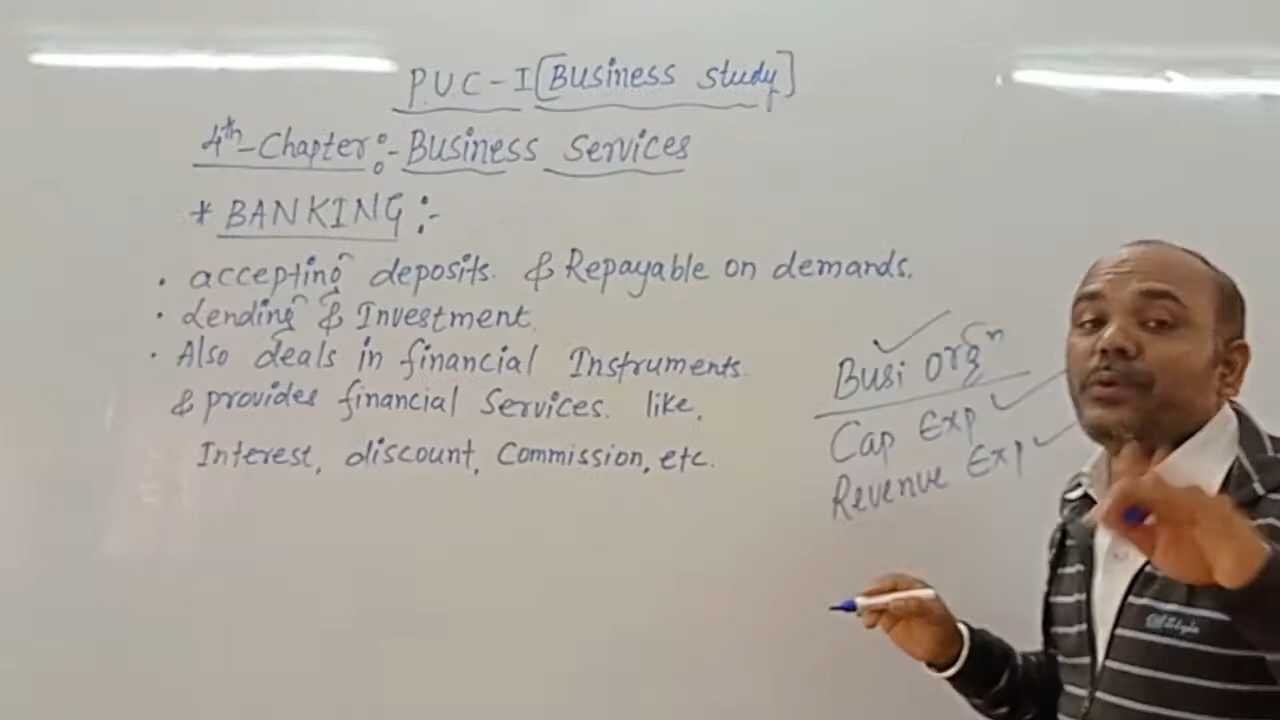 P.U.C - I [Business study]
4th - Chapter :- Business Services
* BANKING :-
· accepting deposits. & Repayable on demands.
· Lending & Investment.
· Also deals in financial Instruments
& provides financial Services. like,
Interest, discount, Commission, etc.
Busi Orgn
Cap Exp
Revenue Exp